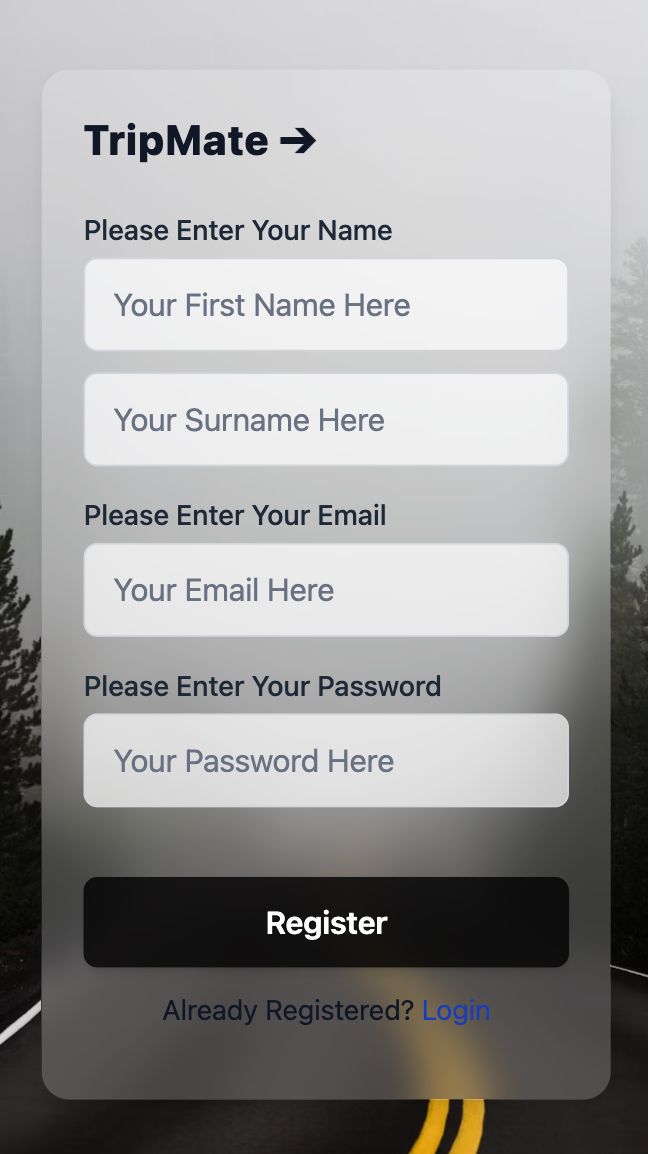 TripMate ➔
Please Enter Your Name
Your First Name Here
Your Surname Here
Please Enter Your Email
Your Email Here
Please Enter Your Password
Your Password Here
Register
Already Registered? Login